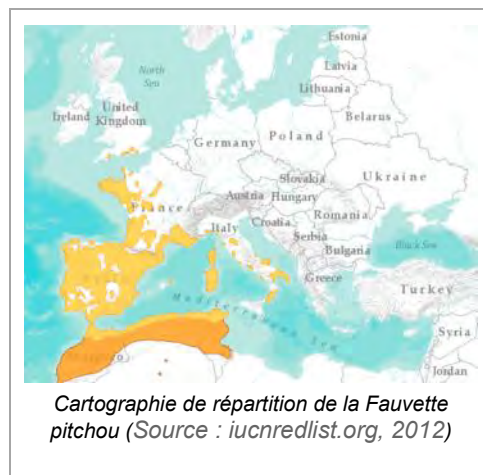 Estonia
North
Sea
Latvia
Lithuania
Ireland
United
Kingdom
Belarus
Germany
Poland
Ukraine
Slovakia
Austria
Hungary
France
Romania
Italy
Croatia
Serbia
Bulgaria
Black Sea
Greece
Turkey
Mediterranean Sea
Syria
Jordan
Cartographie de répartition de la Fauvette
pitchou (Source : iucnredlist.org, 2012)